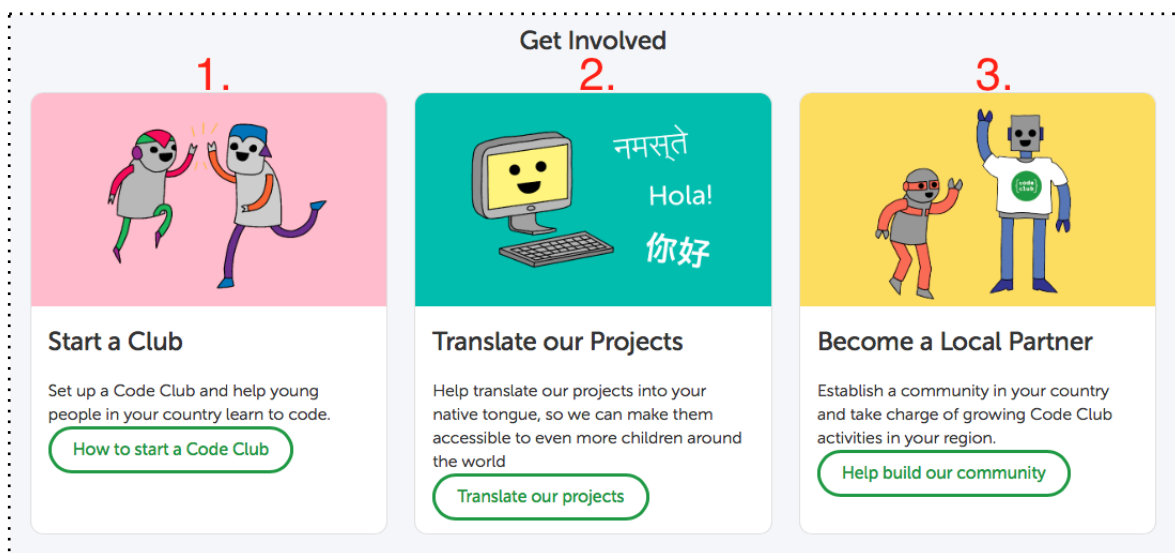 Get Involved
1.
2.
3.
नमस्ते
Hola!
你好
code
club
Start a Club
Set up a Code Club and help young
people in your country learn to code.
How to start a Code Club
Translate our Projects
Help translate our projects into your
native tongue, so we can make them
accessible to even more children around
the world
Translate our projects
Become a Local Partner
Establish a community in your country
and take charge of growing Code Club
activities in your region.
Help build our community